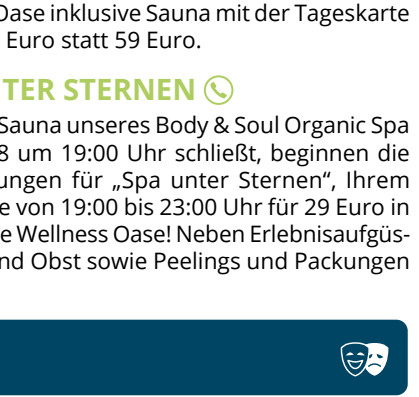 Oase inklusive Sauna mit der Tageskarte
Euro statt 59 Euro.
TER STERNEN
Sauna unseres Body & Soul Organic Spa
8 um 19:00 Uhr schließt, beginnen die
ungen für „Spa unter Sternen“, Ihrem
e von 19:00 bis 23:00 Uhr für 29 Euro in
e Wellness Oase! Neben Erlebnisaufgüs-
nd Obst sowie Peelings und Packungen